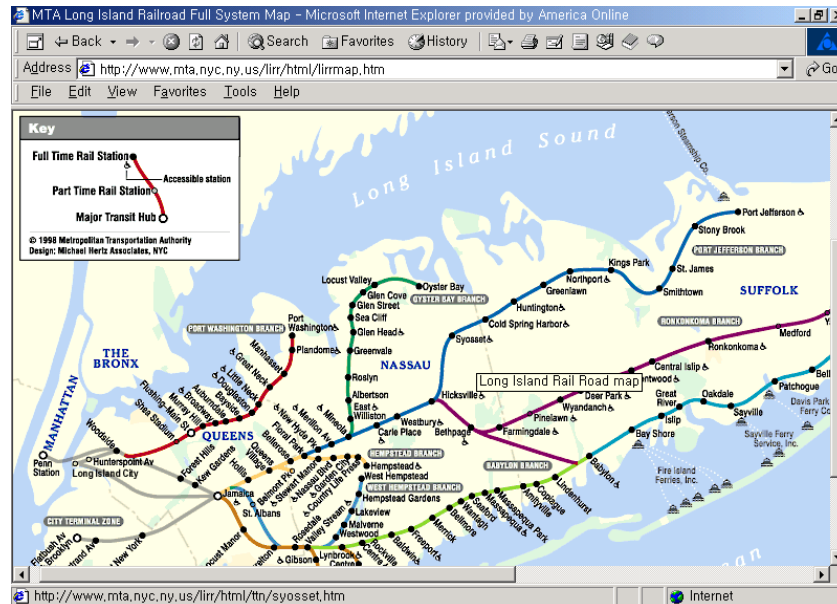 MTA Long Island Railroad Full System Map - Microsoft Internet Explorer provided by America Online
Back
Search
Favorites
History
Address
http://www.mta.nyc.ny.us/lirr/html/lirrmap.htm
Go
File Edit View Favorites Tools Help
Key
Full Time Rail Station
Accessible station
Part Time Rail Station
Major Transit Hub
© 1998 Metropolitan Transportation Authority
Design: Michael Hertz Associates, NYC
Long Island Sound
Steamship Co.
Port Jefferson
Stony Brook
PORT JEFFERSON BRANCH
St. James
Smithtown
Kings Park
Northport
Greenlawn
Huntington
Cold Spring Harbor
Syosset
SUFFOLK
Locust Valley
Oyster Bay
OYSTER BAY BRANCH
Glen Cove
Glen Street
Sea Cliff
Glen Head
Greenvale
Roslyn
Albertson
East Williston
NASSAU
Port Washington
PORT WASHINGTON BRANCH
Plandome
Manhasset
Great Neck
Little Neck
Douglaston
Bayside
Auburndale
Broadway
Murray Hill
Flushing-Main St
Shea Stadium
THE BRONX
MANHATTAN
QUEENS
Woodside
Penn Station
Hunterspoint Av
Long Island City
Forest Hills
Kew Gardens
Jamaica
Hollis
Queens Village
Bellerose
Floral Park
New Hyde Pk
Merillon Av
Mineola
Carle Place
Westbury
Hicksville
Long Island Rail Road map
RONKONKOMA BRANCH
Medford
Ronkonkoma
Central Islip
Deer Park
Wyandanch
Pinelawn
Farmingdale
Bethpage
Great River
Oakdale
Islip
Sayville
Patchogue
Bay Shore
Babylon
Davis Park
Ferry Co.
Sayville Ferry
Service, Inc.
Fire Island
Ferries, Inc.
HEMPSTEAD BRANCH
Hempstead
West Hempstead
WEST HEMPSTEAD BRANCH
Hempstead Gardens
Lakeview
Malverne
Westwood
BABYLON BRANCH
Belmont Pk
Stewart Manor
Nassau Blvd
Garden City
Country Life Press
St. Albans
Locust Manor
Rosedale
Valley Stream
Gibson
Lynbrook
Centre
Rockville
Baldwin
Freeport
Merrick
Bellmore
Wantagh
Seaford
Massapequa
Massapequa Park
Amityville
Copiague
Lindenhurst
CITY TERMINAL ZONE
Flatbush Av
Brooklyn
New York
http://www.mta.nyc.ny.us/lirr/html/ttn/syosset.htm
Internet